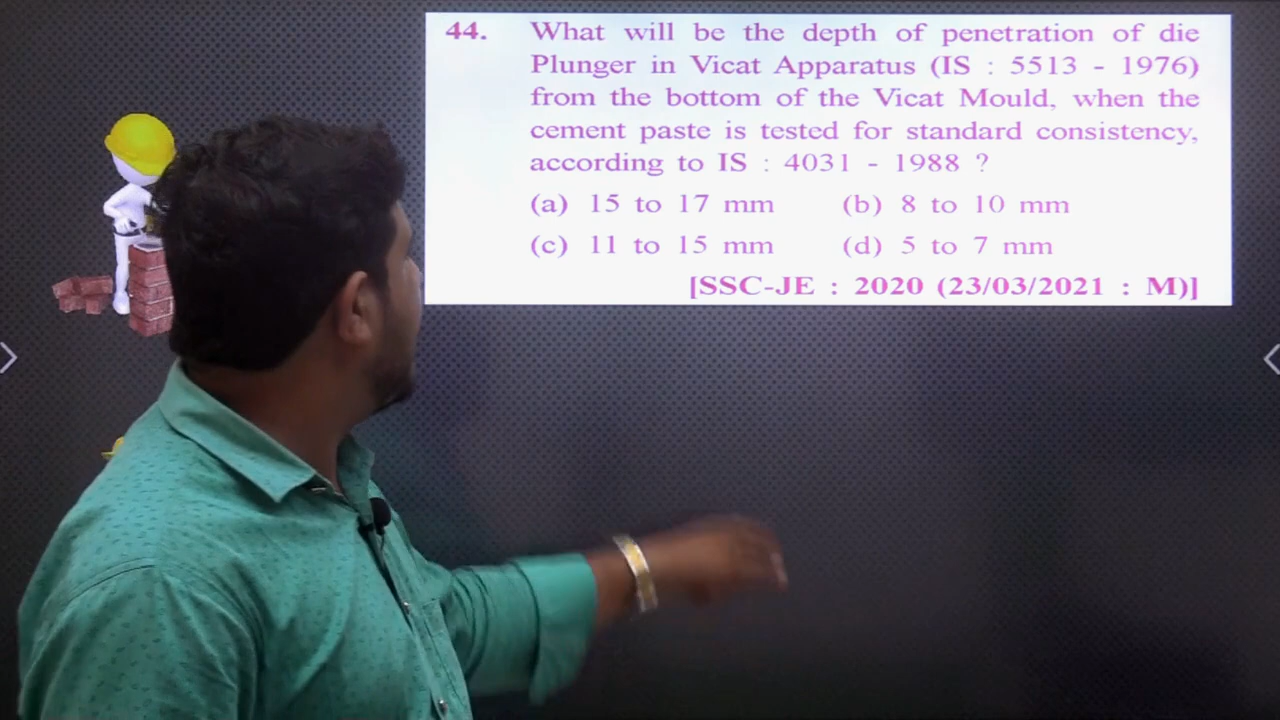 44. What will be the depth of penetration of die
Plunger in Vicat Apparatus (IS : 5513 - 1976)
from the bottom of the Vicat Mould, when the
cement paste is tested for standard consistency,
according to IS : 4031 - 1988 ?
(a) 15 to 17 mm (b) 8 to 10 mm
(c) 11 to 15 mm (d) 5 to 7 mm
[SSC-JE : 2020 (23/03/2021 : M)]